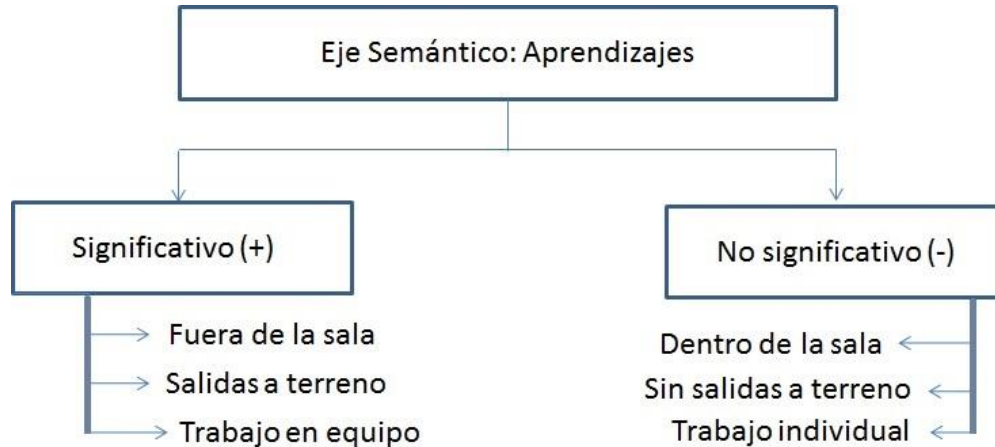 Eje Semántico: Aprendizajes
Significativo (+)
Fuera de la sala
Salidas a terreno
Trabajo en equipo
No significativo (-)
Dentro de la sala
Sin salidas a terreno
Trabajo individual